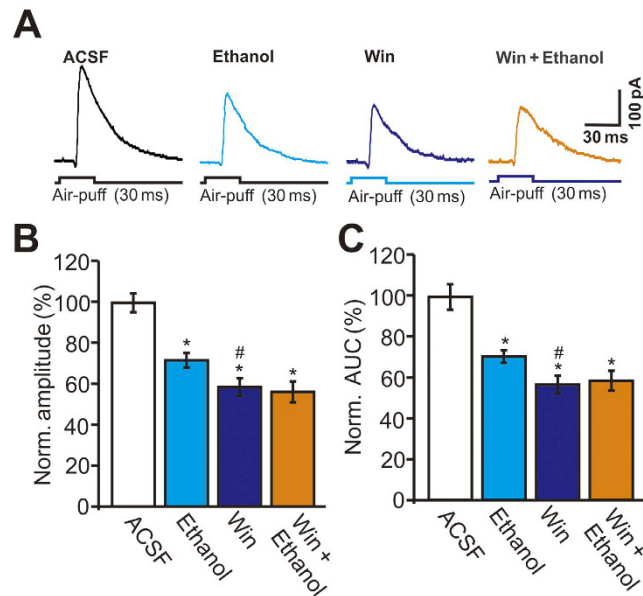 A
ACSF
Ethanol
Win
Win + Ethanol
100 pA
30 ms
Air-puff (30 ms)
Air-puff (30 ms)
Air-puff (30 ms)
Air-puff (30 ms)
B
Norm. amplitude (%)
120
100
80
60
40
20
0
ACSF
Ethanol
Win
Win +
Ethanol
*
#
*
*
C
Norm. AUC (%)
120
100
80
60
40
20
0
ACSF
Ethanol
Win
Win +
Ethanol
*
#
*
*